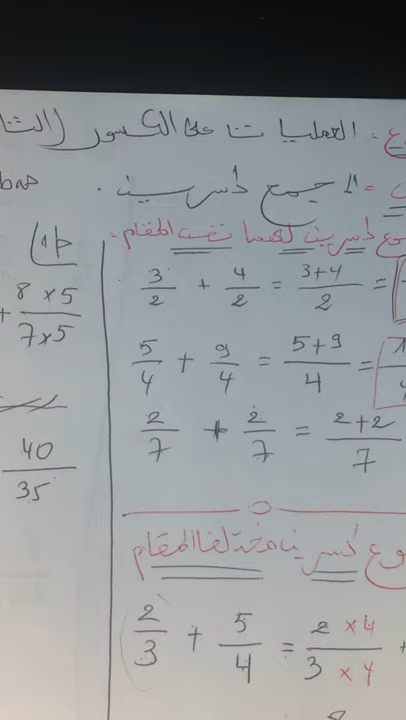 العمليات على الكسور (الثا
1) جمع كسرين .
كسرين لهما نفس المقام
3/2 + 4/2 = 3+4/2 =
5/4 + 9/4 = 5+9/4 =
2/7 + 2/7 = 2+2/7
كسرين مختلفا المقام
2/3 + 5/4 = 2 × 4/3 × 4 +
+ 8 × 5/7 × 5
40/35